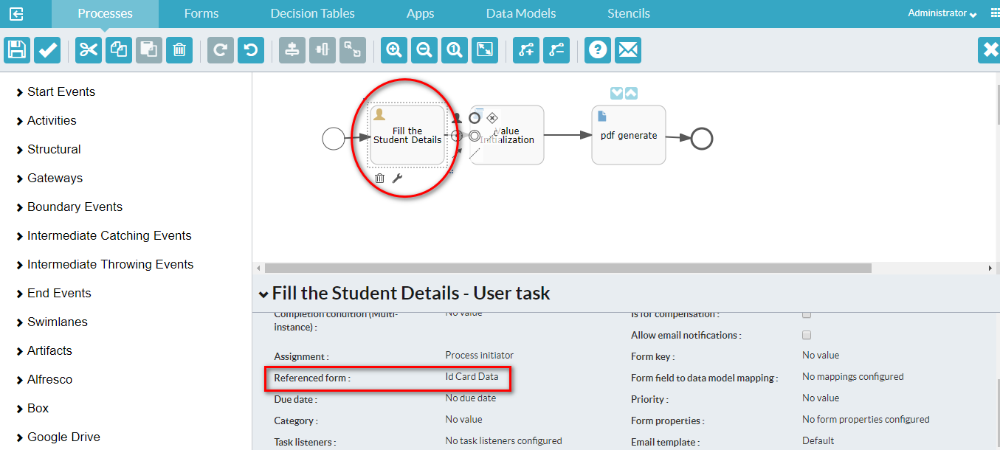 Processes Forms Decision Tables Apps Data Models Stencils Administrator
Start Events
Activities
Structural
Gateways
Boundary Events
Intermediate Catching Events
Intermediate Throwing Events
End Events
Swimlanes
Artifacts
Alfresco
Box
Google Drive
Fill the
Student Details
Value
Initialization
pdf generate
Fill the Student Details - User task
Completion condition (Multi-
instance) :
No value
Is for compensation :
Allow email notifications :
Assignment : Process initiator
Form key : No value
Referenced form : Id Card Data
Form field to data model mapping : No mappings configured
Due date : No due date
Priority : No value
Category : No value
Form properties : No form properties configured
Task listeners : No task listeners configured
Email template : Default